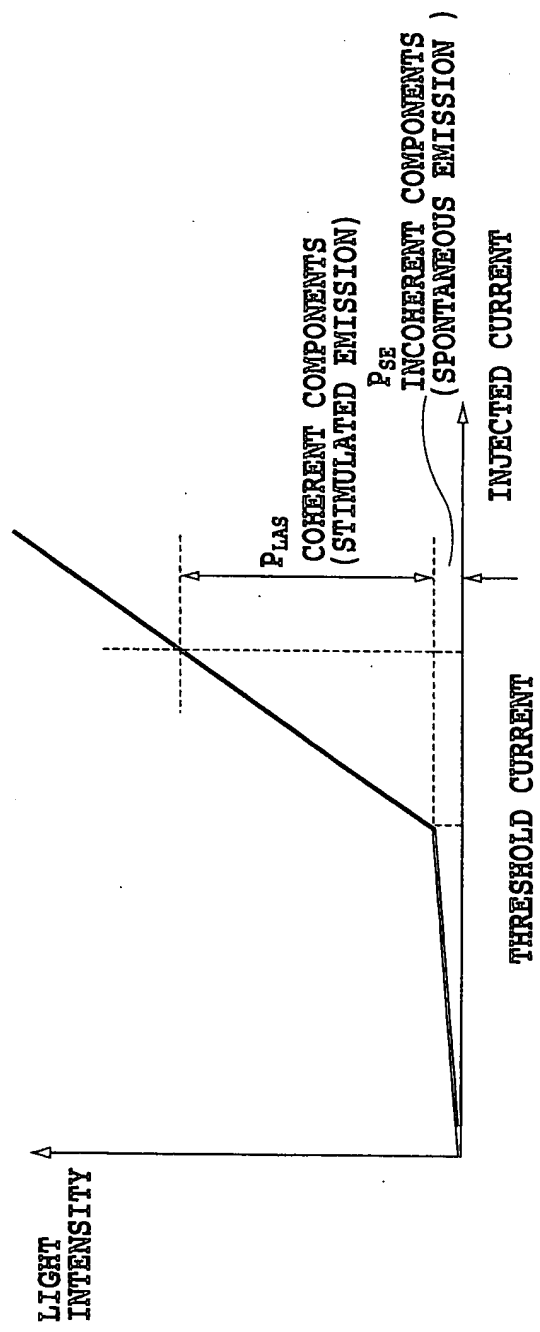 LIGHT
INTENSITY
P_LAS
COHERENT COMPONENTS
(STIMULATED EMISSION)
P_SE
INCOHERENT COMPONENTS
(SPONTANEOUS EMISSION )
INJECTED CURRENT
THRESHOLD CURRENT